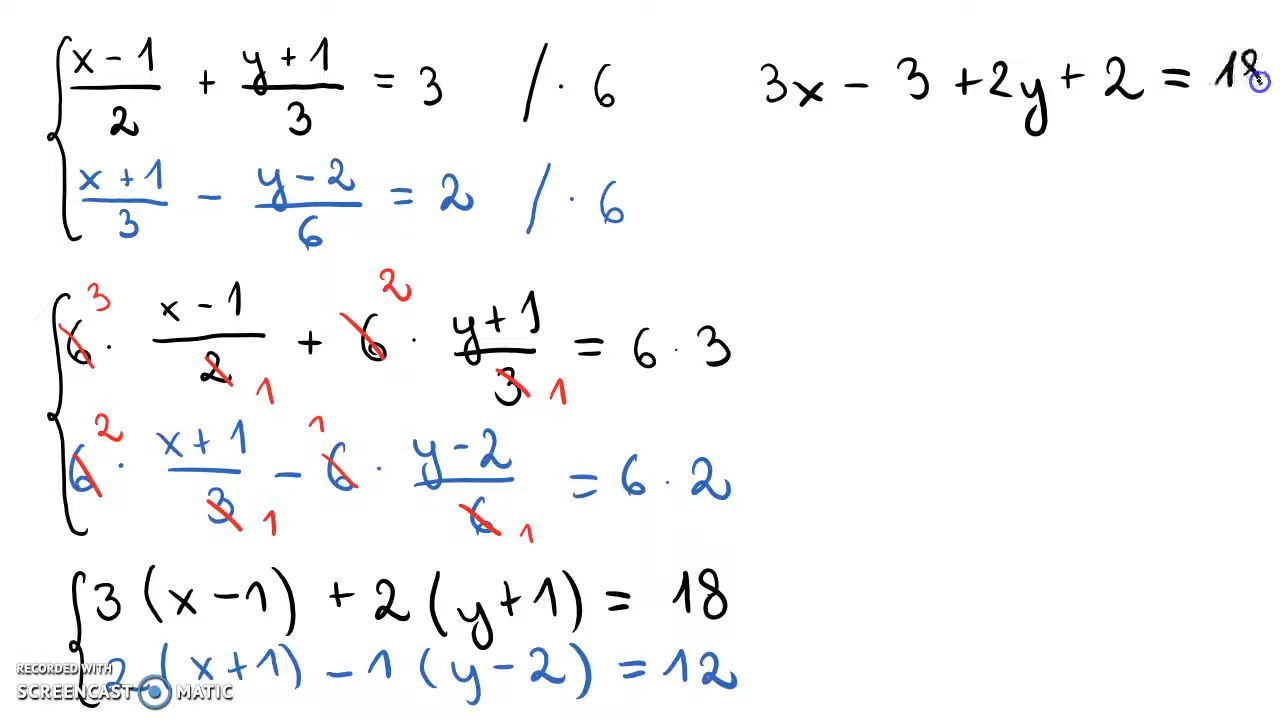 x - 1 / 2 + y + 1 / 3 = 3 / · 6
x + 1 / 3 - y - 2 / 6 = 2 / · 6
3 2
6 · x - 1 / 2 + 6 · y + 1 / 3 = 6 · 3
1 1
2 1
6 · x + 1 / 3 - 6 · y - 2 / 6 = 6 · 2
1 1
3 (x - 1) + 2 (y + 1) = 18
2 (x + 1) - 1 (y - 2) = 12
3x - 3 + 2y + 2 = 18
RECORDED WITH
SCREENCAST MATIC